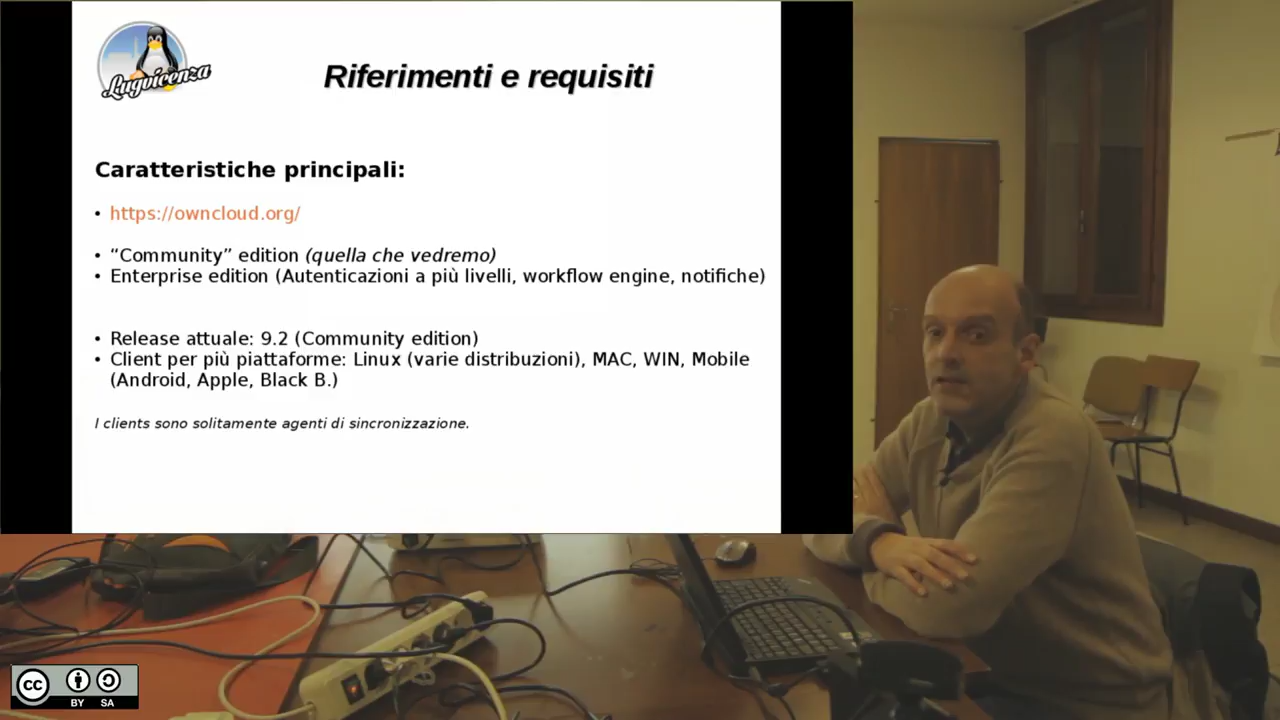 Lugvicenza
Riferimenti e requisiti
Caratteristiche principali:
• https://owncloud.org/
• “Community” edition (quella che vedremo)
• Enterprise edition (Autenticazioni a più livelli, workflow engine, notifiche)
• Release attuale: 9.2 (Community edition)
• Client per più piattaforme: Linux (varie distribuzioni), MAC, WIN, Mobile
(Android, Apple, Black B.)
I clients sono solitamente agenti di sincronizzazione.
cc
BY SA